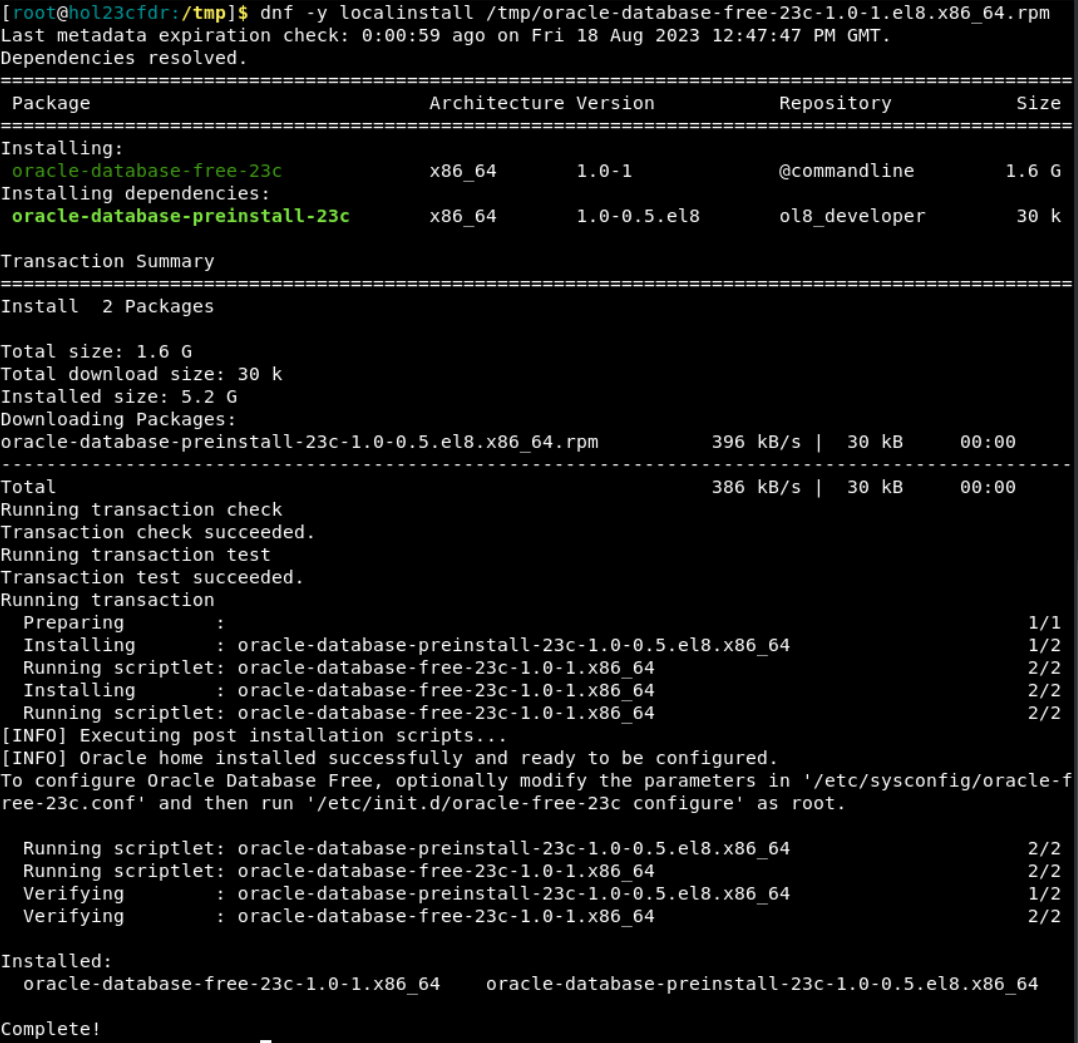 [root@hol23cfdr:/tmp]$ dnf -y localinstall /tmp/oracle-database-free-23c-1.0-1.el8.x86_64.rpm
Last metadata expiration check: 0:00:59 ago on Fri 18 Aug 2023 12:47:47 PM GMT.
Dependencies resolved.
================================================================================================
 Package                             Architecture Version           Repository           Size
================================================================================================
Installing:
 oracle-database-free-23c            x86_64       1.0-1             @commandline        1.6 G
Installing dependencies:
 oracle-database-preinstall-23c      x86_64       1.0-0.5.el8       ol8_developer        30 k

Transaction Summary
================================================================================================
Install  2 Packages

Total size: 1.6 G
Total download size: 30 k
Installed size: 5.2 G
Downloading Packages:
oracle-database-preinstall-23c-1.0-0.5.el8.x86_64.rpm          396 kB/s |  30 kB     00:00
------------------------------------------------------------------------------------------------
Total                                                          386 kB/s |  30 kB     00:00
Running transaction check
Transaction check succeeded.
Running transaction test
Transaction test succeeded.
Running transaction
  Preparing        :                                                                       1/1
  Installing       : oracle-database-preinstall-23c-1.0-0.5.el8.x86_64                     1/2
  Running scriptlet: oracle-database-free-23c-1.0-1.x86_64                                 2/2
  Installing       : oracle-database-free-23c-1.0-1.x86_64                                 2/2
  Running scriptlet: oracle-database-free-23c-1.0-1.x86_64                                 2/2
[INFO] Executing post installation scripts...
[INFO] Oracle home installed successfully and ready to be configured.
To configure Oracle Database Free, optionally modify the parameters in '/etc/sysconfig/oracle-f
ree-23c.conf' and then run '/etc/init.d/oracle-free-23c configure' as root.

  Running scriptlet: oracle-database-preinstall-23c-1.0-0.5.el8.x86_64                     2/2
  Running scriptlet: oracle-database-free-23c-1.0-1.x86_64                                 2/2
  Verifying        : oracle-database-preinstall-23c-1.0-0.5.el8.x86_64                     1/2
  Verifying        : oracle-database-free-23c-1.0-1.x86_64                                 2/2

Installed:
  oracle-database-free-23c-1.0-1.x86_64    oracle-database-preinstall-23c-1.0-0.5.el8.x86_64

Complete!